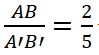 AB/A'B' = 2/5